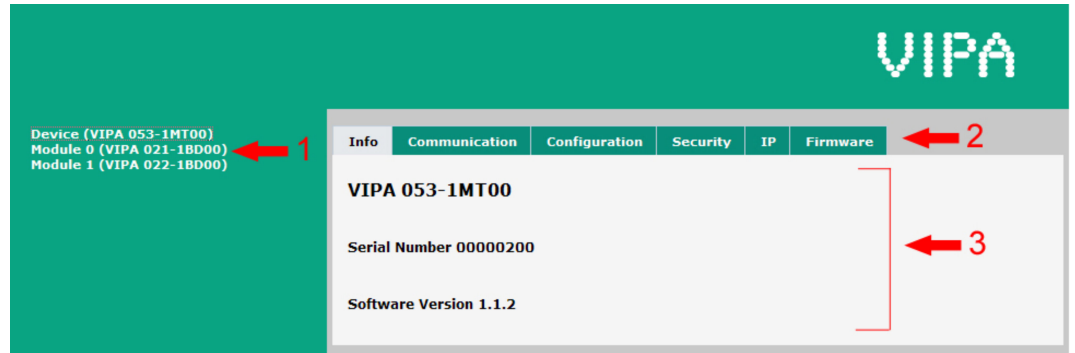 VIPA
Device (VIPA 053-1MT00)
Module 0 (VIPA 021-1BD00)
Module 1 (VIPA 022-1BD00)
1
Info Communication Configuration Security IP Firmware
2
VIPA 053-1MT00
Serial Number 00000200
3
Software Version 1.1.2